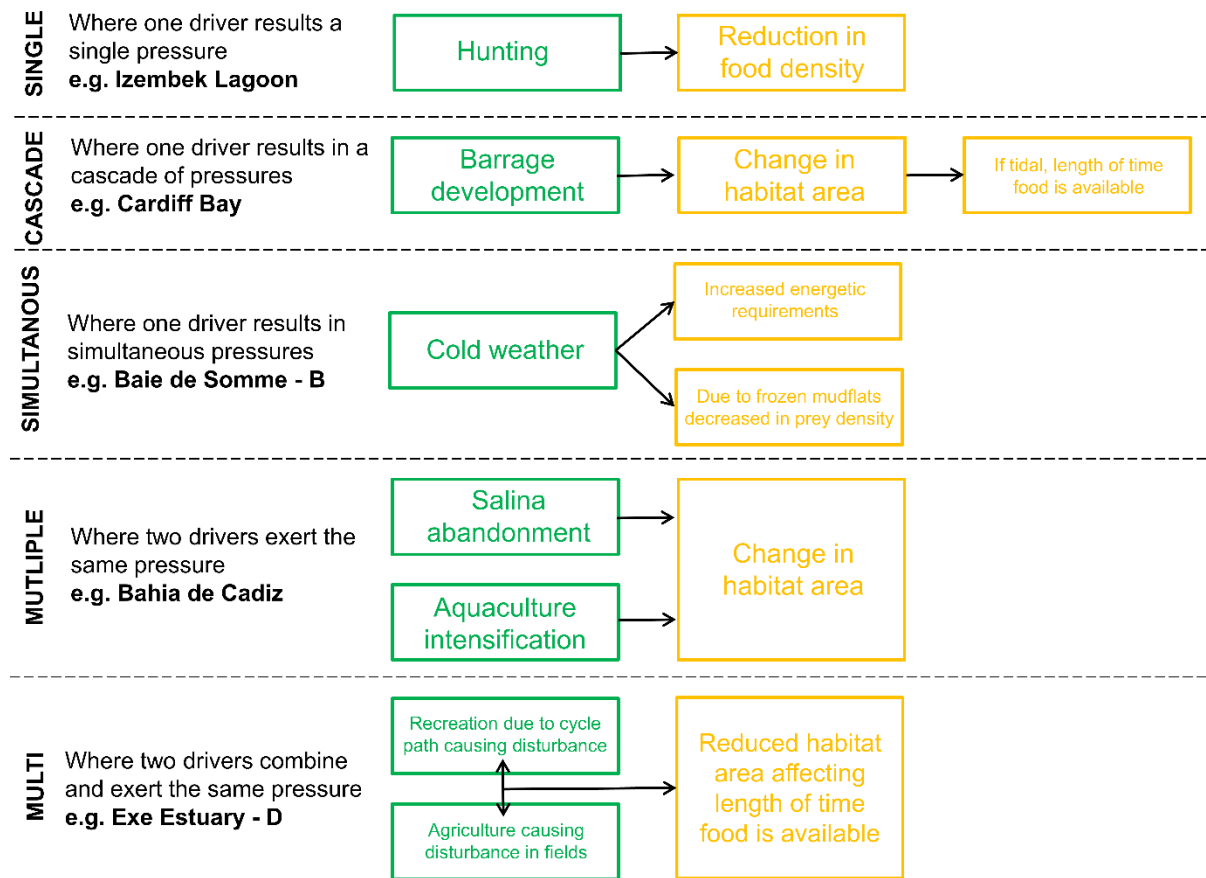 SINGLE
Where one driver results a
single pressure
e.g. Izembek Lagoon
Hunting
Reduction in
food density
CASCADE
Where one driver results in a
cascade of pressures
e.g. Cardiff Bay
Barrage
development
Change in
habitat area
If tidal, length of time
food is available
SIMULTANOUS
Where one driver results in
simultaneous pressures
e.g. Baie de Somme - B
Cold weather
Increased energetic
requirements
Due to frozen mudflats
decreased in prey density
MUTLIPLE
Where two drivers exert the
same pressure
e.g. Bahia de Cadiz
Salina
abandonment
Aquaculture
intensification
Change in
habitat area
MULTI
Where two drivers combine
and exert the same pressure
e.g. Exe Estuary - D
Recreation due to cycle
path causing disturbance
Agriculture causing
disturbance in fields
Reduced habitat
area affecting
length of time
food is available